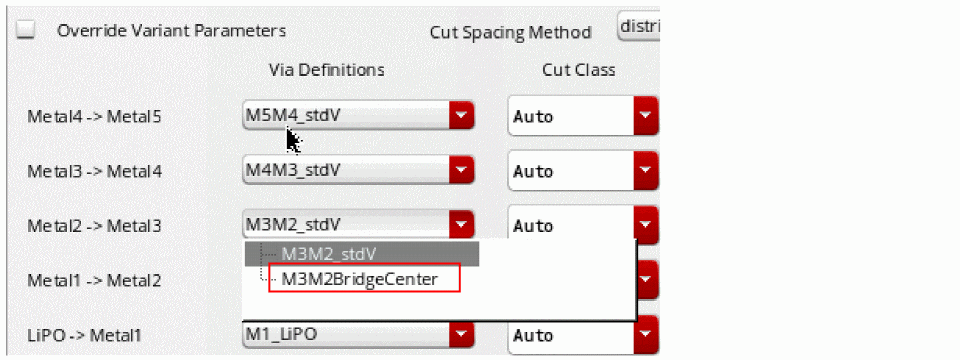 Override Variant Parameters Cut Spacing Method distri
Via Definitions Cut Class
Metal4 -> Metal5 M5M4_stdV Auto
Metal3 -> Metal4 M4M3_stdV Auto
Metal2 -> Metal3 M3M2_stdV Auto
M3M2_stdV
Metal1 -> Metal2 M3M2BridgeCenter
LiPO -> Metal1 M1_LiPO Auto